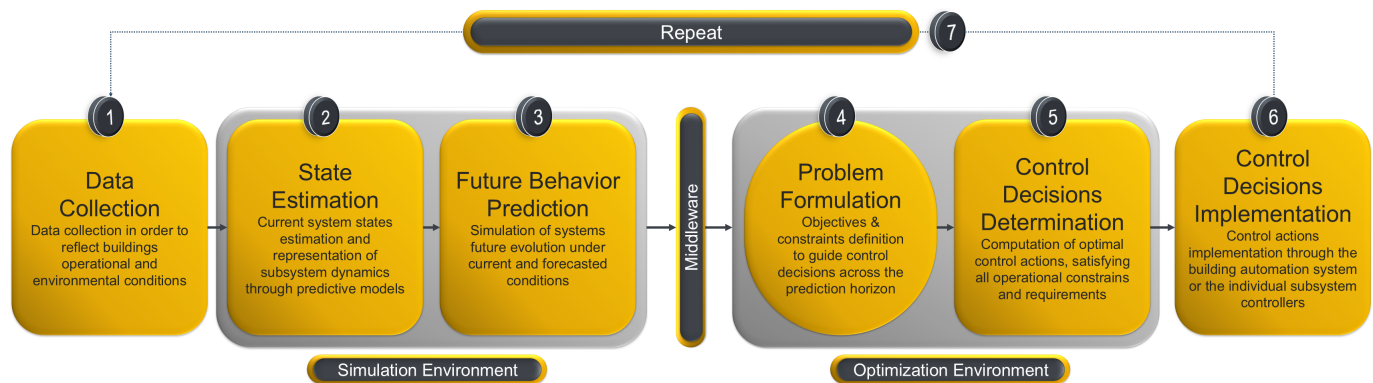 Repeat
7
1
Data
Collection
Data collection in order to
reflect buildings
operational and
environmental conditions
2
State
Estimation
Current system states
estimation and
representation of
subsystem dynamics
through predictive models
3
Future Behavior
Prediction
Simulation of systems
future evolution under
current and forecasted
conditions
Simulation Environment
Middleware
4
Problem
Formulation
Objectives &
constraints definition
to guide control
decisions across the
prediction horizon
5
Control
Decisions
Determination
Computation of optimal
control actions, satisfying
all operational constrains
and requirements
Optimization Environment
6
Control
Decisions
Implementation
Control actions
implementation through the
building automation system
or the individual subsystem
controllers